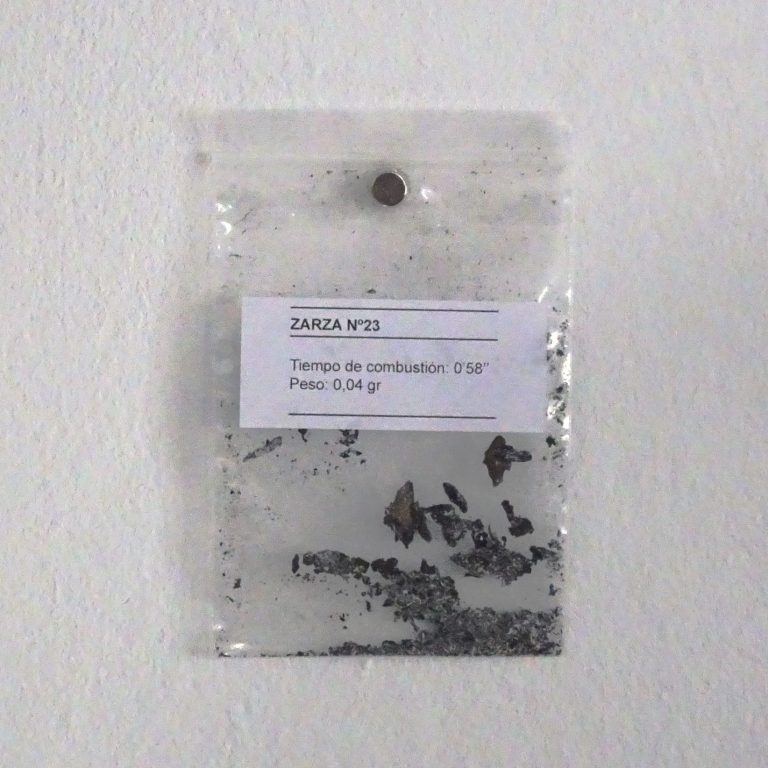 ZARZA Nº23
Tiempo de combustión: 0´58’’
Peso: 0,04 gr